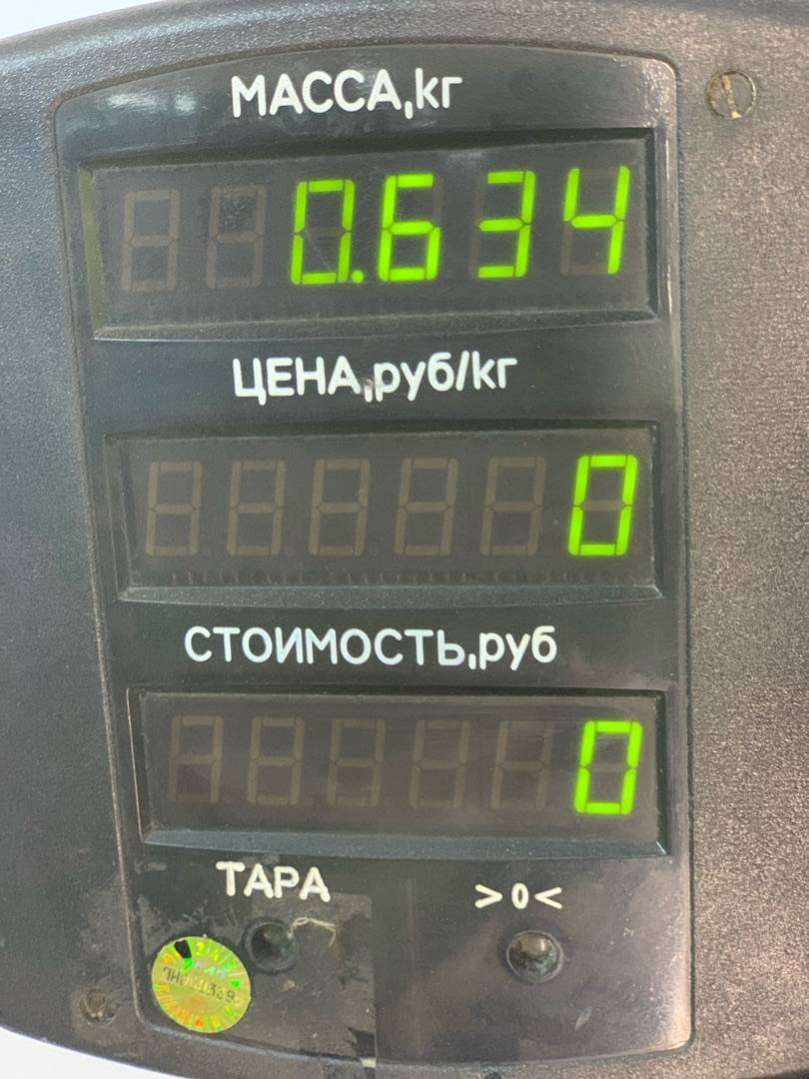 МАССА,кг
0.634
ЦЕНА,руб/кг
0
СТОИМОСТЬ,руб
0
ТАРА >0<